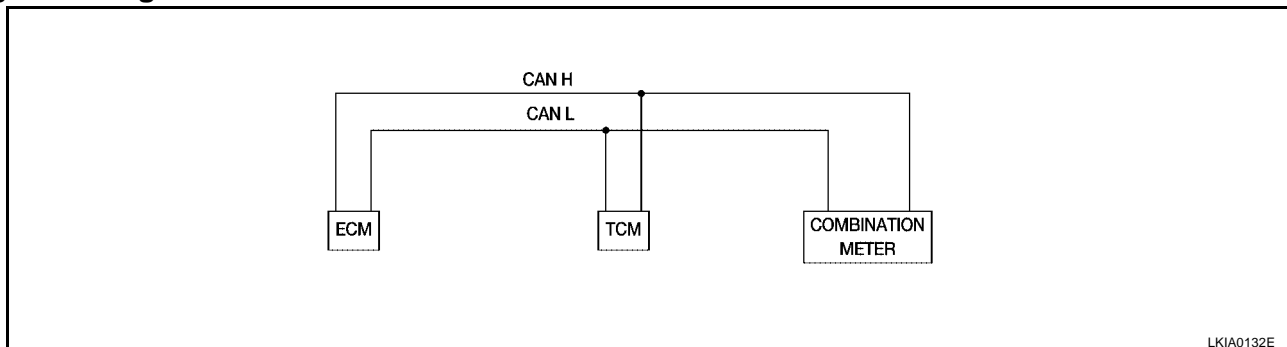 CAN H
CAN L
ECM
TCM
COMBINATION
METER
LKIA0132E